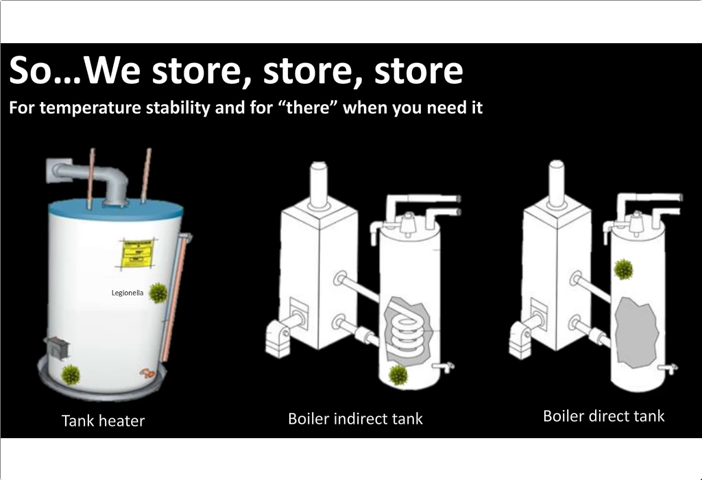 So...We store, store, store
For temperature stability and for “there” when you need it
Legionella
Tank heater
Boiler indirect tank
Boiler direct tank